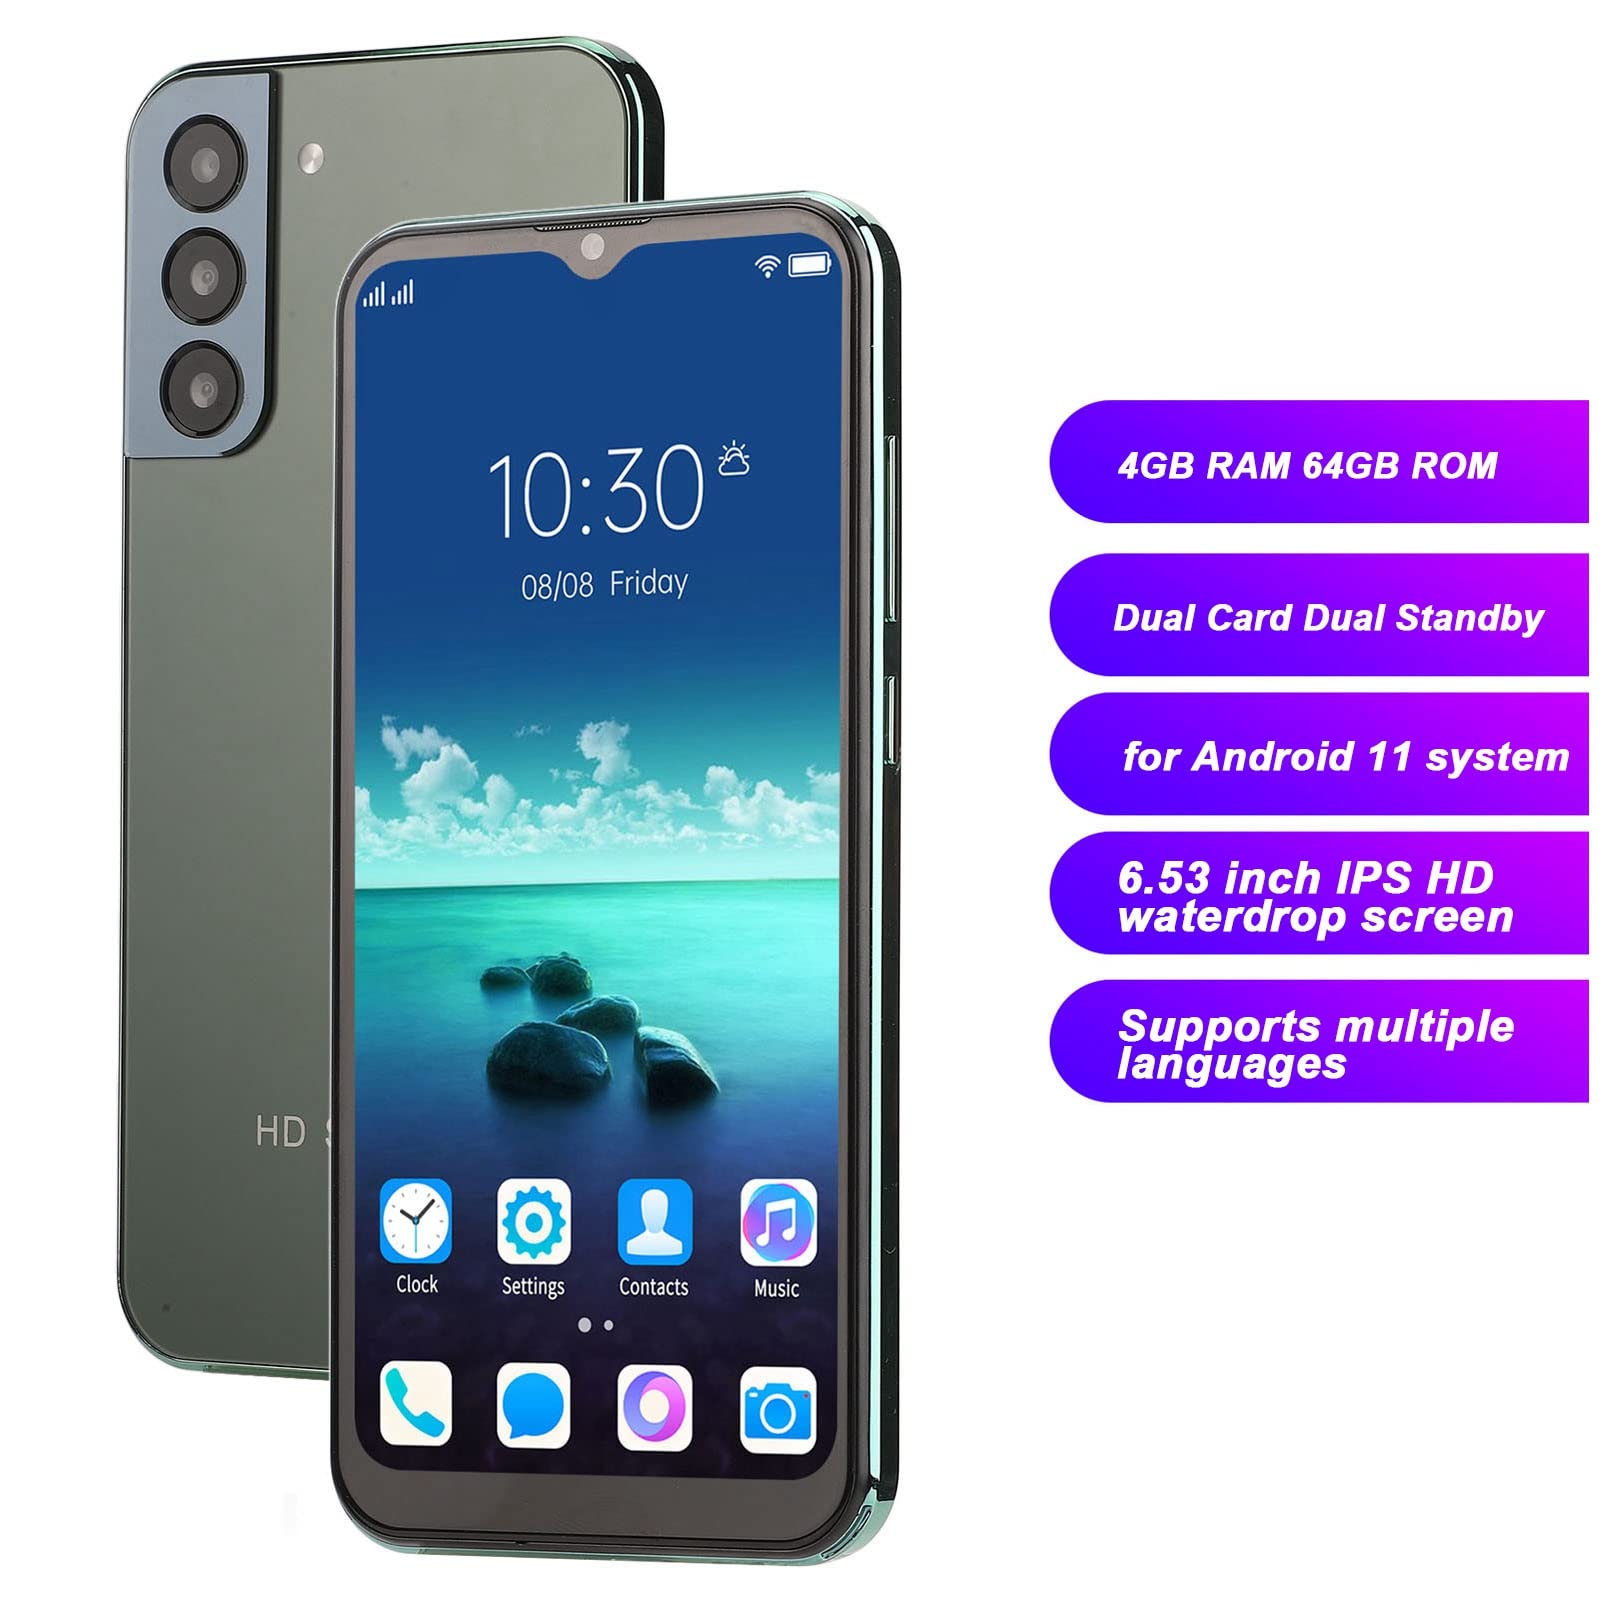 10:30
08/08 Friday
HD
Clock
Settings
Contacts
Music
4GB RAM 64GB ROM
Dual Card Dual Standby
for Android 11 system
6.53 inch IPS HD
waterdrop screen
Supports multiple
languages